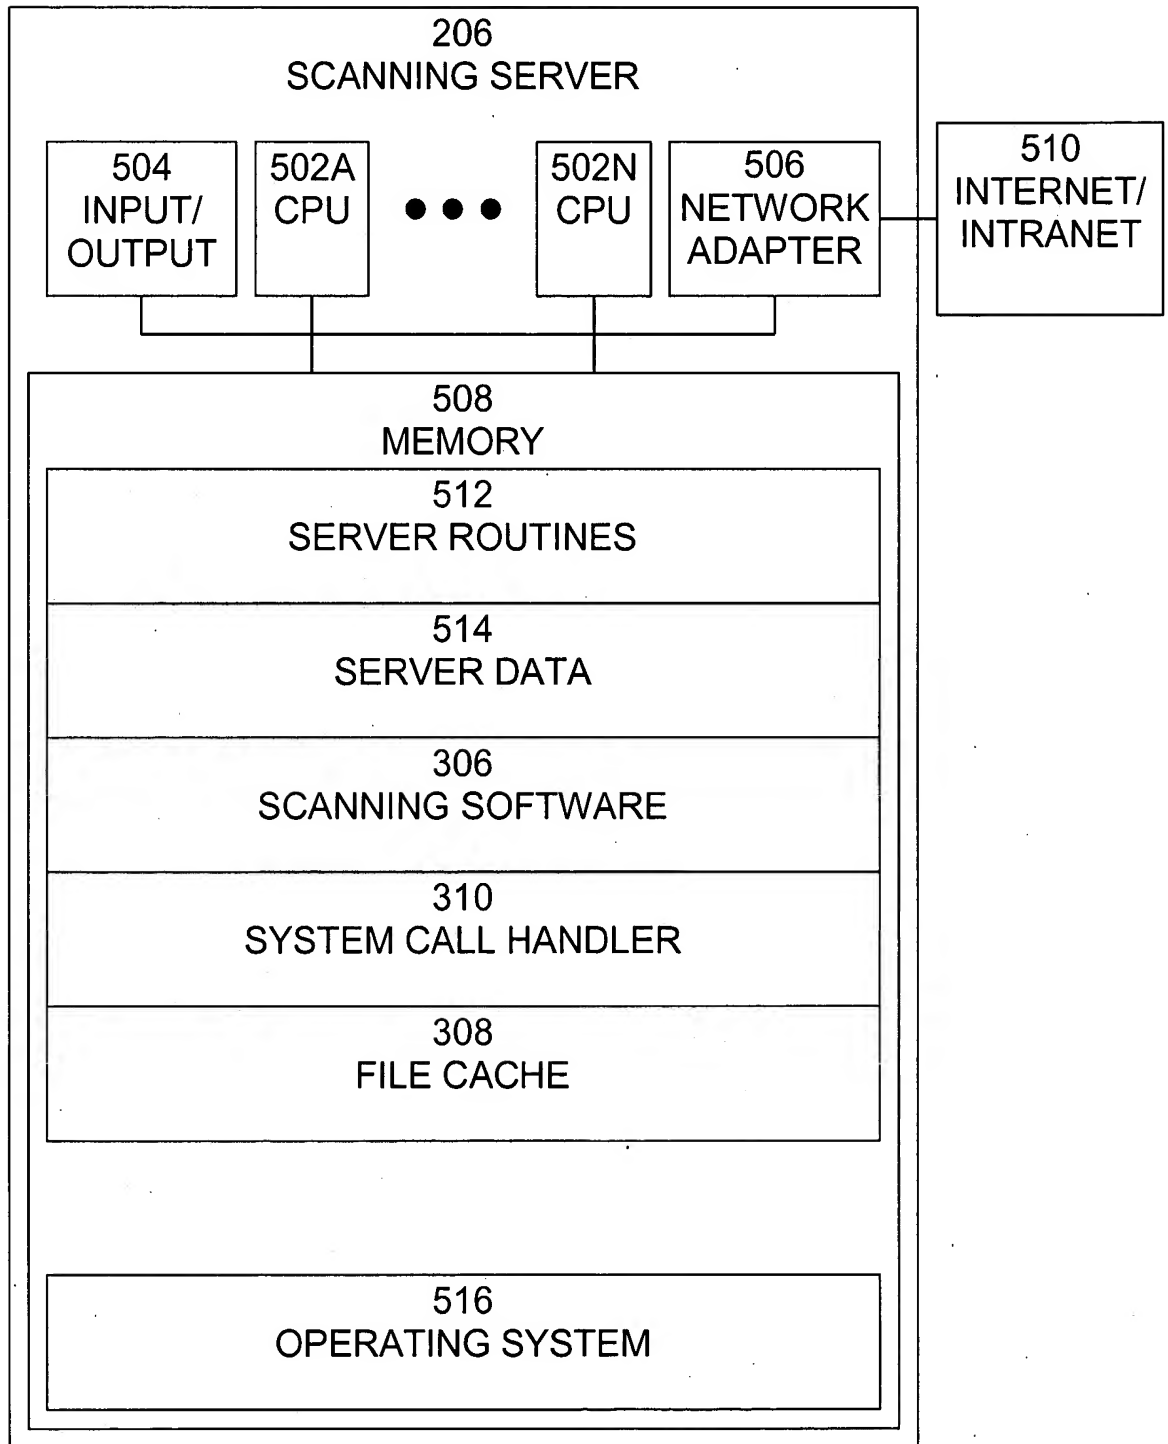 206
SCANNING SERVER
504
INPUT/
OUTPUT
502A
CPU
502N
CPU
506
NETWORK
ADAPTER
510
INTERNET/
INTRANET
508
MEMORY
512
SERVER ROUTINES
514
SERVER DATA
306
SCANNING SOFTWARE
310
SYSTEM CALL HANDLER
308
FILE CACHE
516
OPERATING SYSTEM